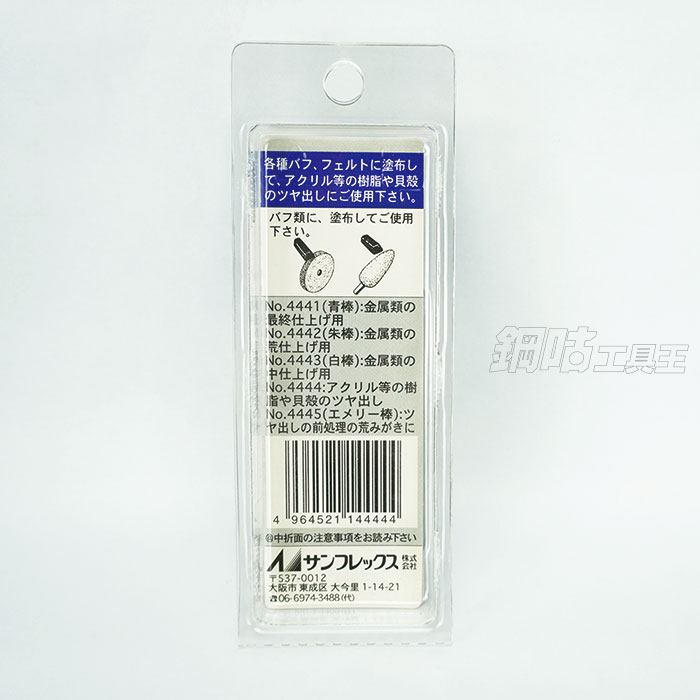 各種バフ、フェルトに塗布し
て、アクリル等の樹脂や貝殻
のツヤ出しにご使用下さい。
バフ類に、塗布してご使用
下さい。
No.4441(青棒):金属類の
最終仕上げ用
No.4442(朱棒):金属類の
荒仕上げ用
No.4443(白棒):金属類の
中仕上げ用
No.4444:アクリル等の樹
脂や貝殻のツヤ出し
No.4445(エメリー棒):ツ
ヤ出しの前処理の荒みがきに
4 964521 144444
◎中折面の注意事項をお読み下さい
サンフレックス 株式会社
〒537-0012
大阪市 東成区 大今里 1-14-21
☎06-6974-3488(代)
鋼咕工具王